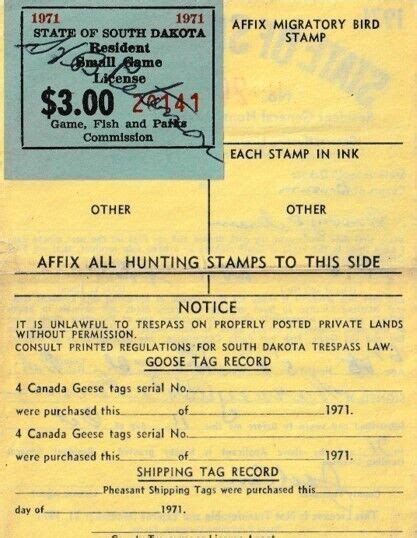 1971 1971
STATE OF SOUTH DAKOTA
Resident
Small Game
License
$3.00 20141
Game, Fish and Parks
Commission
AFFIX MIGRATORY BIRD
STAMP
EACH STAMP IN INK
OTHER OTHER
AFFIX ALL HUNTING STAMPS TO THIS SIDE
NOTICE
IT IS UNLAWFUL TO TRESPASS ON PROPERLY POSTED PRIVATE LANDS
WITHOUT PERMISSION.
CONSULT PRINTED REGULATIONS FOR SOUTH DAKOTA TRESPASS LAW.
GOOSE TAG RECORD
4 Canada Geese tags serial No.
were purchased this of 1971.
4 Canada Geese tags serial No.
were purchased this of 1971.
SHIPPING TAG RECORD
Pheasant Shipping Tags were purchased this
day of 1971.